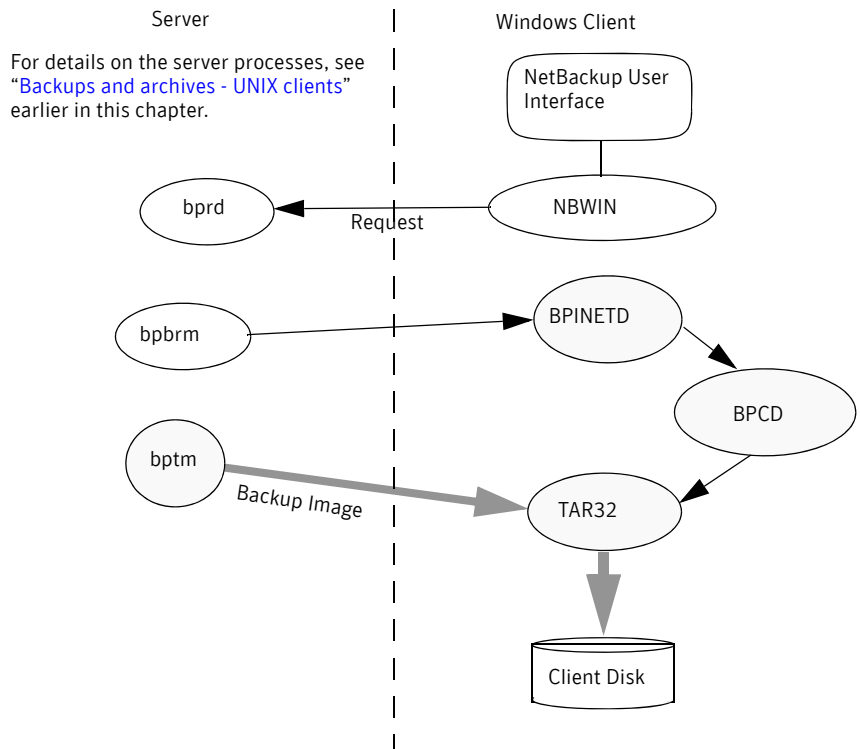 Server
Windows Client
For details on the server processes, see
“Backups and archives - UNIX clients”
earlier in this chapter.
NetBackup User
Interface
bprd
Request
NBWIN
bpbrm
BPINETD
BPCD
bptm
Backup Image
TAR32
Client Disk